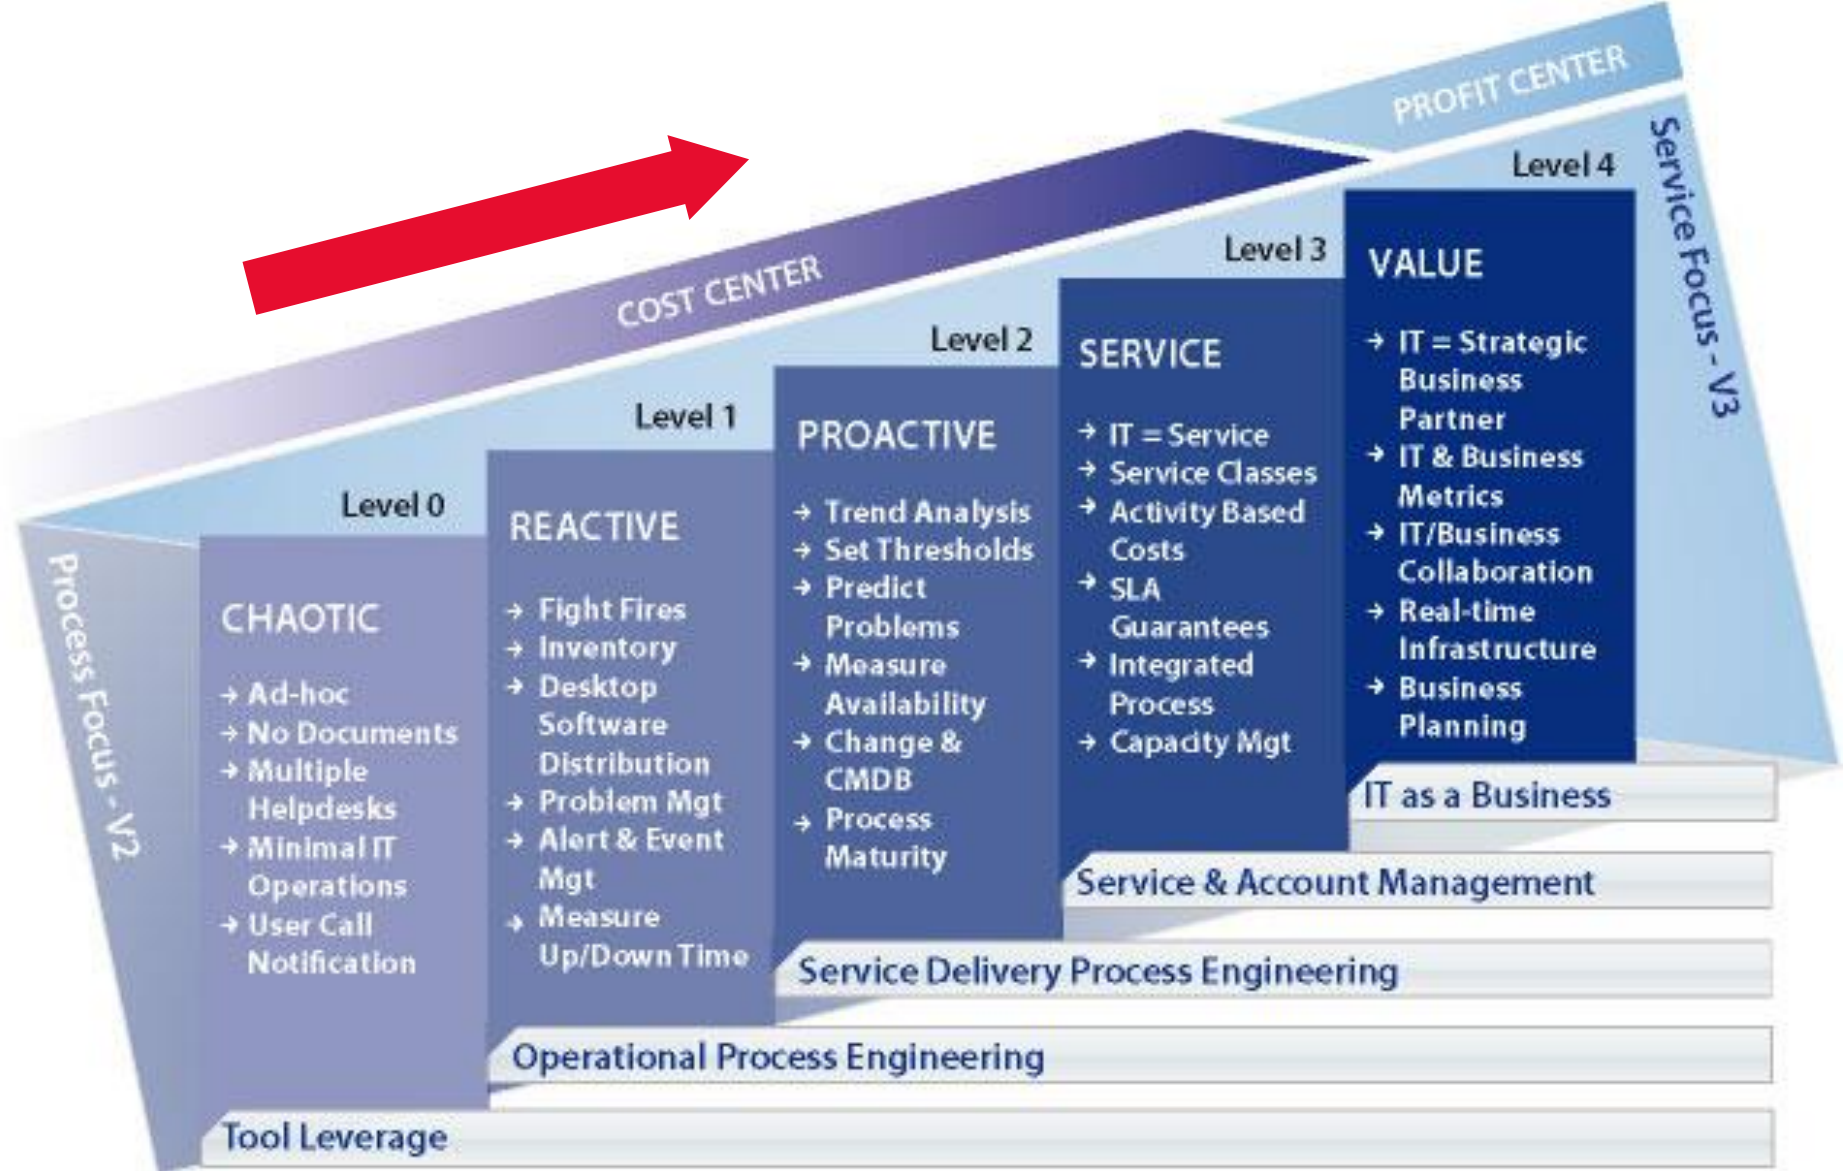 PROFIT CENTER
COST CENTER
Process Focus - V2
Service Focus - V3
Level 0
CHAOTIC
→ Ad-hoc
→ No Documents
→ Multiple
Helpdesks
→ Minimal IT
Operations
→ User Call
Notification
Level 1
REACTIVE
→ Fight Fires
→ Inventory
→ Desktop
Software
Distribution
→ Problem Mgt
→ Alert & Event
Mgt
→ Measure
Up/Down Time
Level 2
PROACTIVE
→ Trend Analysis
→ Set Thresholds
→ Predict
Problems
→ Measure
Availability
→ Change &
CMDB
→ Process
Maturity
Level 3
SERVICE
→ IT = Service
→ Service Classes
→ Activity Based
Costs
→ SLA
Guarantees
→ Integrated
Process
→ Capacity Mgt
Level 4
VALUE
→ IT = Strategic
Business
Partner
→ IT & Business
Metrics
→ IT/Business
Collaboration
→ Real-time
Infrastructure
→ Business
Planning
IT as a Business
Service & Account Management
Service Delivery Process Engineering
Operational Process Engineering
Tool Leverage